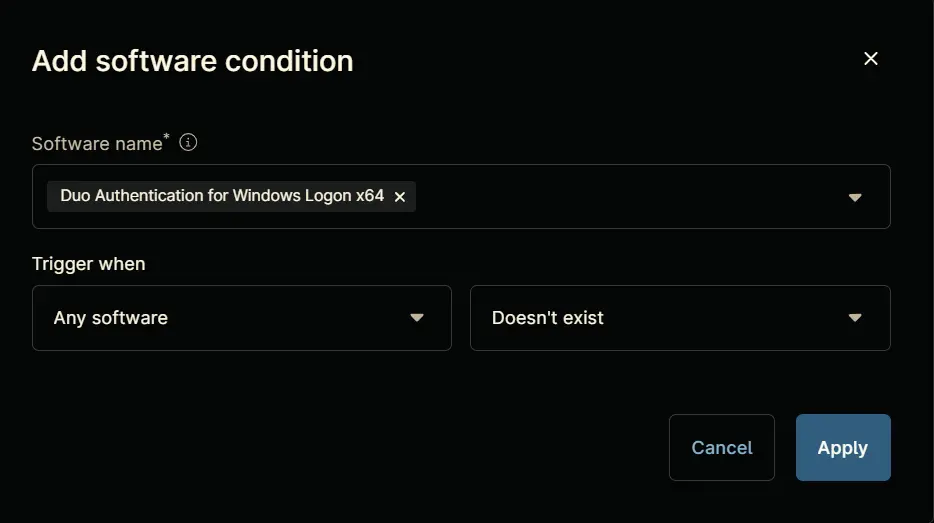 Add software condition
Software name*
Duo Authentication for Windows Logon x64
Trigger when
Any software
Doesn't exist
Cancel
Apply